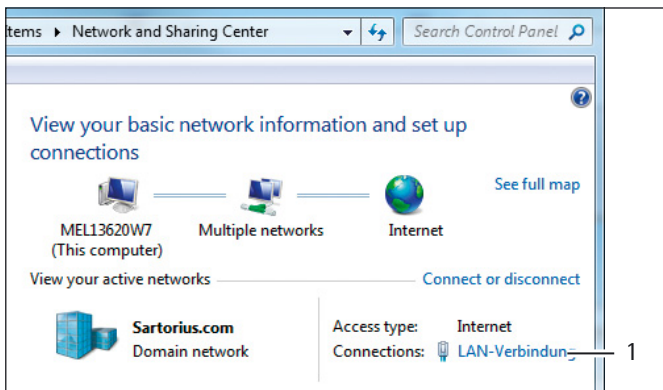 Items ▸ Network and Sharing Center
Search Control Panel
View your basic network information and set up
connections
See full map
MEL13620W7
(This computer)
Multiple networks
Internet
View your active networks
Connect or disconnect
Sartorius.com
Domain network
Access type: Internet
Connections: LAN-Verbindung
1